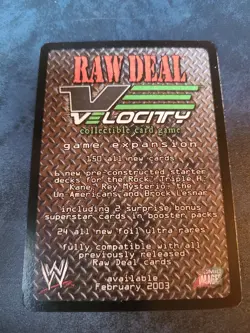 RAW DEAL
VELOCITY
collectible card game
game expansion
150 all new cards
6 new pre-constructed starter
decks for the Rock, Triple H,
Kane, Rey Mysterio, the
Un-Americans and Brock Lesnar
including 2 surprise bonus
superstar cards in booster packs
24 all new foil ultra rares
fully compatible with all
previously released
Raw Deal cards
available
February 2003
COMIC IMAGES